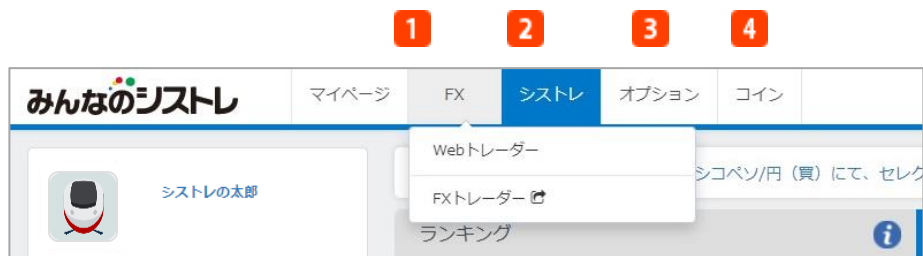 1 2 3 4
みんなのシストレ マイページ FX シストレ オプション コイン
Webトレーダー
シストレの太郎
シコペソ/円（買）にて、セレク
FXトレーダー
ランキング